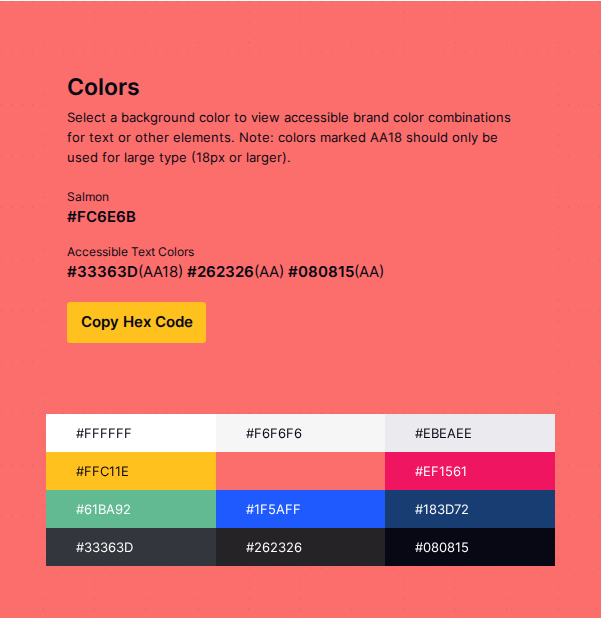 Colors
Select a background color to view accessible brand color combinations
for text or other elements. Note: colors marked AA18 should only be
used for large type (18px or larger).
Salmon
#FC6E6B
Accessible Text Colors
#33363D(AA18) #262326(AA) #080815(AA)
Copy Hex Code
#FFFFFF #F6F6F6 #EBEAEE
#FFC11E #EF1561
#61BA92 #1F5AFF #183D72
#33363D #262326 #080815